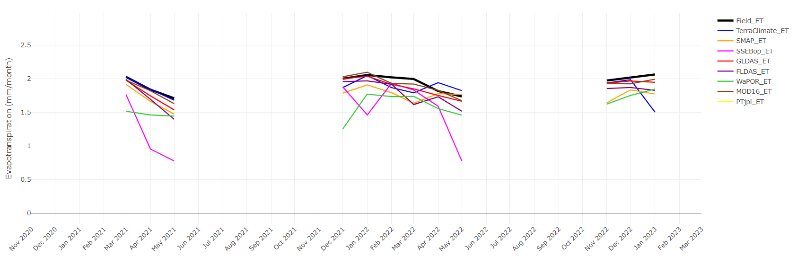 Evapotranspiration (mm/month)
2.5
2
1.5
1
0.5
0
Nov 2020
Dec 2020
Jan 2021
Feb 2021
Mar 2021
Apr 2021
May 2021
Jun 2021
Jul 2021
Aug 2021
Sep 2021
Oct 2021
Nov 2021
Dec 2021
Jan 2022
Feb 2022
Mar 2022
Apr 2022
May 2022
Jun 2022
Jul 2022
Aug 2022
Sep 2022
Oct 2022
Nov 2022
Dec 2022
Jan 2023
Feb 2023
Mar 2023
Field_ET
TerraClimate_ET
SMAP_ET
SSEBop_ET
GLDAS_ET
FLDAS_ET
WaPOR_ET
MOD16_ET
PTjpl_ET